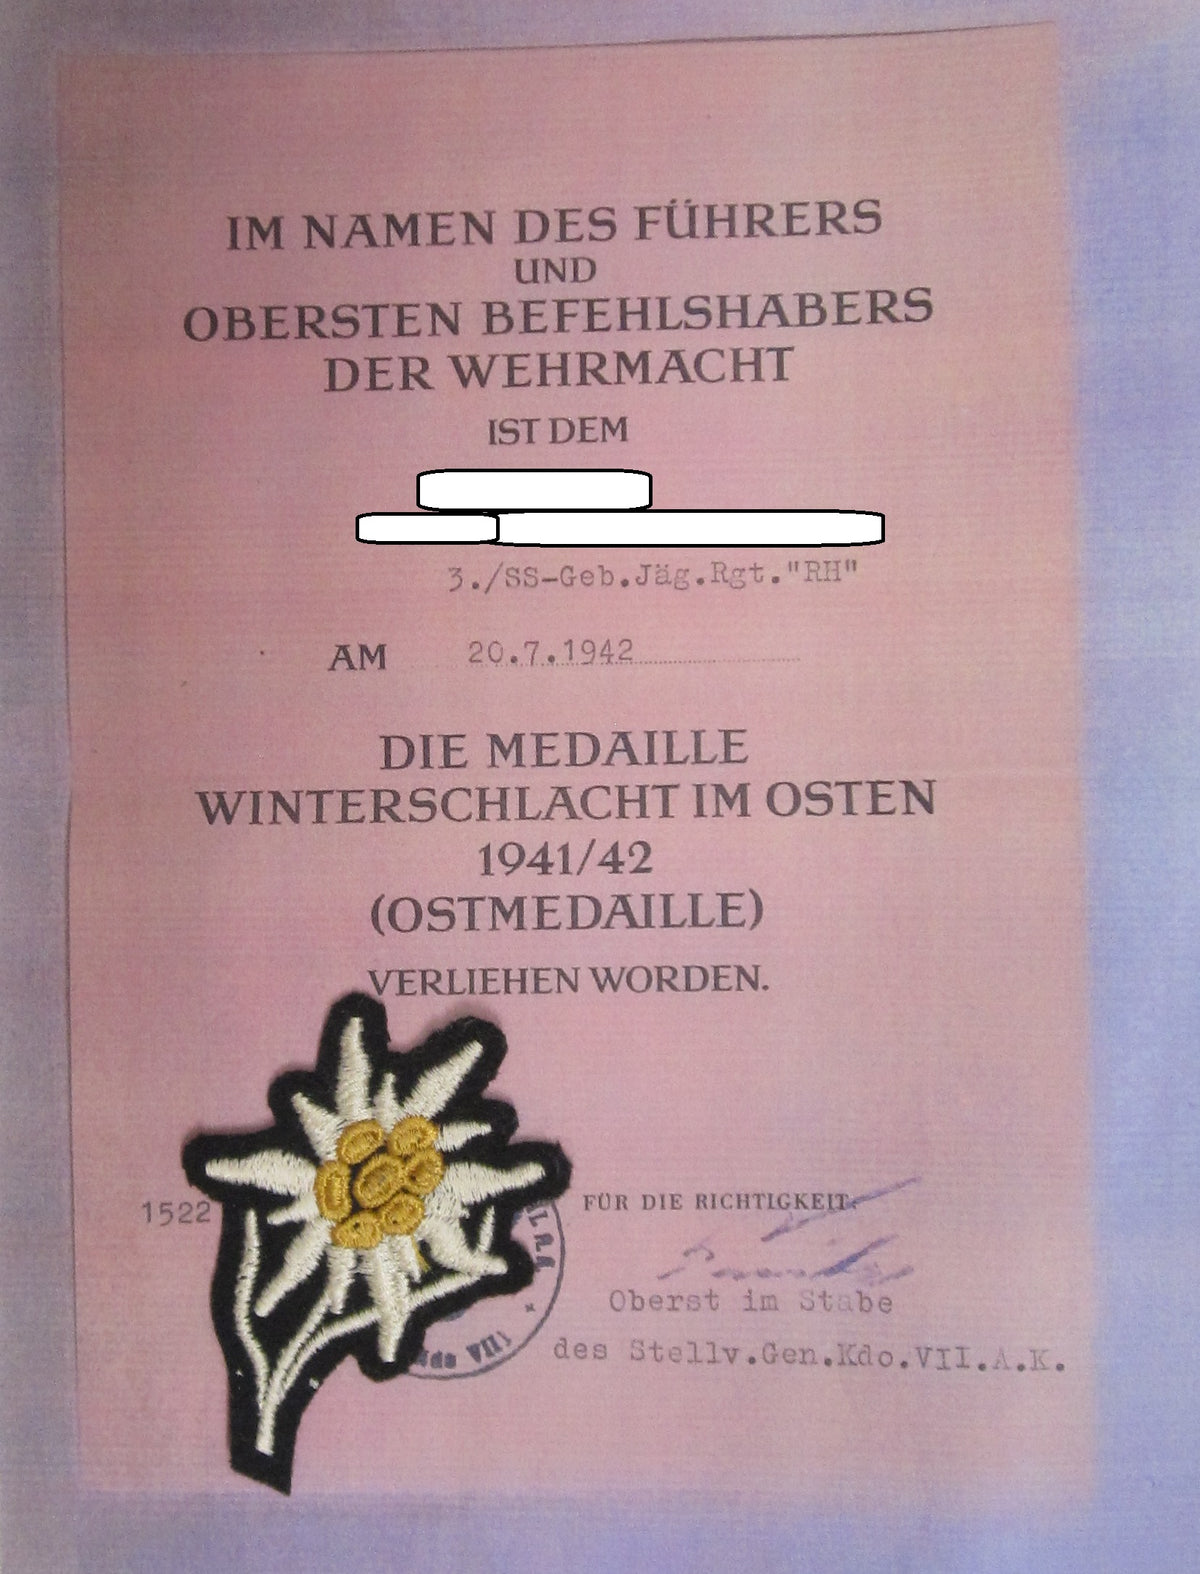 IM NAMEN DES FÜHRERS
UND
OBERSTEN BEFEHLSHABERS
DER WEHRMACHT
IST DEM
3./SS-Geb.Jäg.Rgt."RH"
AM 20.7.1942
DIE MEDAILLE
WINTERSCHLACHT IM OSTEN
1941/42
(OSTMEDAILLE)
VERLIEHEN WORDEN.
1522
FÜR DIE RICHTIGKEIT:
Oberst im Stabe
des Stellv.Gen.Kdo.VII.A.K.